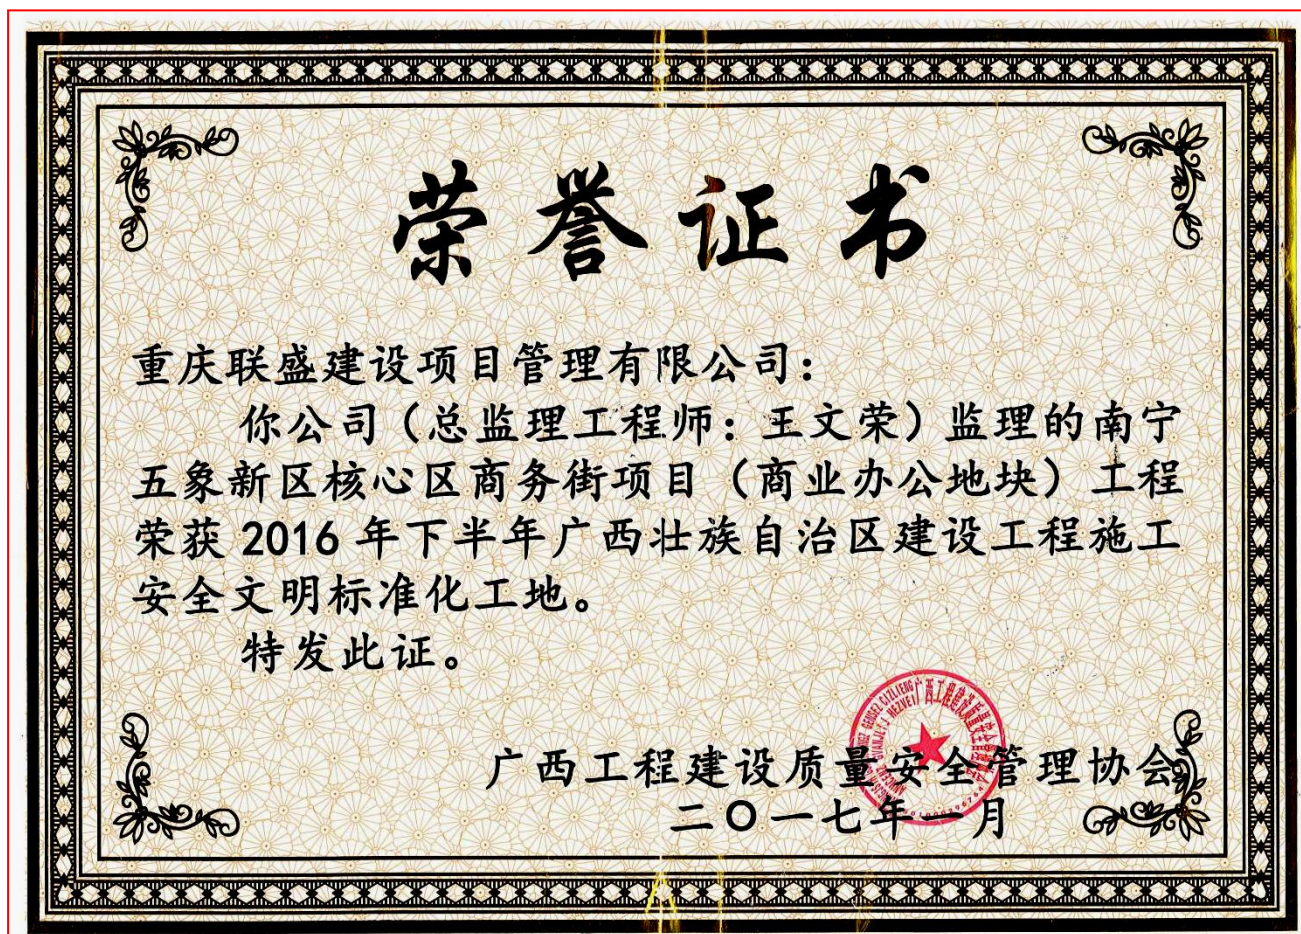 荣誉证书
重庆联盛建设项目管理有限公司：
你公司（总监理工程师：王文荣）监理的南宁
五象新区核心区商务街项目（商业办公地块）工程
荣获2016年下半年广西壮族自治区建设工程施工
安全文明标准化工地。
特发此证。
广西工程建设质量安全管理协会
二〇一七年一月